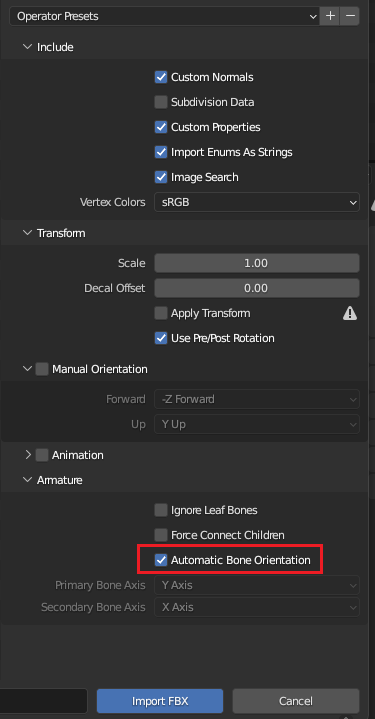 Operator Presets
Include
Custom Normals
Subdivision Data
Custom Properties
Import Enums As Strings
Image Search
Vertex Colors sRGB
Transform
Scale 1.00
Decal Offset 0.00
Apply Transform
Use Pre/Post Rotation
Manual Orientation
Forward -Z Forward
Up Y Up
Animation
Armature
Ignore Leaf Bones
Force Connect Children
Automatic Bone Orientation
Primary Bone Axis Y Axis
Secondary Bone Axis X Axis
Import FBX Cancel